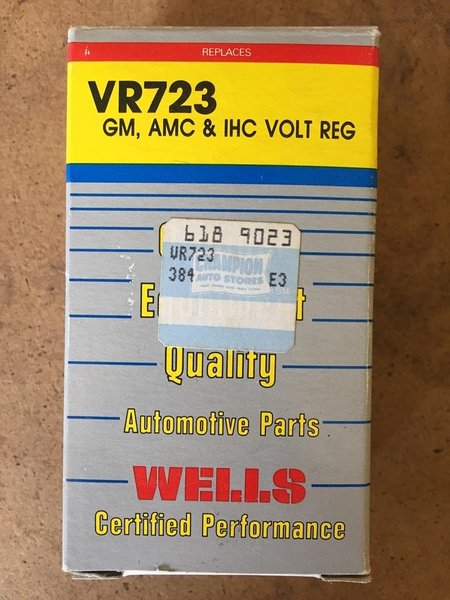 REPLACES
VR723
GM, AMC & IHC VOLT REG
618 9023
VR723
CHAMPION
384
AUTO STORES
E3
Quality
Automotive Parts
WELLS
Certified Performance